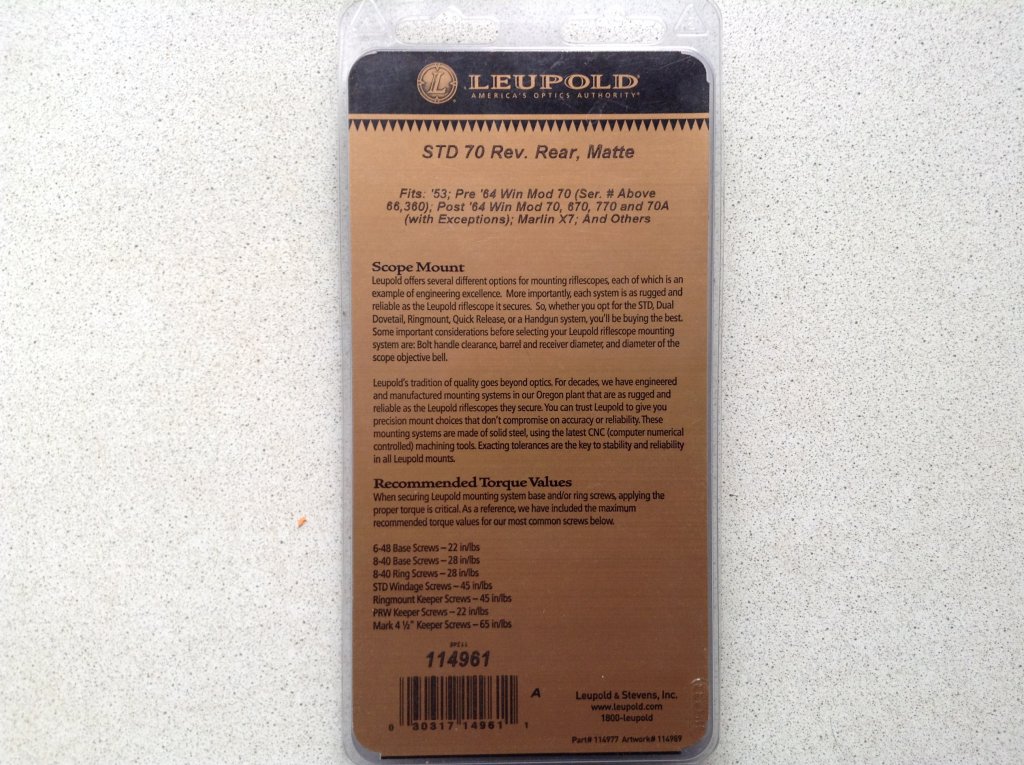 LEUPOLD®
AMERICA'S OPTICS AUTHORITY®
STD 70 Rev. Rear, Matte
Fits: '53; Pre '64 Win Mod 70 (Ser. # Above
66,360); Post '64 Win Mod 70, 670, 770 and 70A
(with Exceptions); Marlin X7; And Others
Scope Mount
Leupold offers several different options for mounting riflescopes, each of which is an
example of engineering excellence. More importantly, each system is as rugged and
reliable as the Leupold riflescope it secures. So, whether you opt for the STD, Dual
Dovetail, Ringmount, Quick Release, or a Handgun system, you'll be buying the best.
Some important considerations before selecting your Leupold riflescope mounting
system are: Bolt handle clearance, barrel and receiver diameter, and diameter of the
scope objective bell.
Leupold's tradition of quality goes beyond optics. For decades, we have engineered
and manufactured mounting systems in our Oregon plant that are as rugged and
reliable as the Leupold riflescopes they secure. You can trust Leupold to give you
precision mount choices that don't compromise on accuracy or reliability. These
mounting systems are made of solid steel, using the latest CNC (computer numerical
controlled) machining tools. Exacting tolerances are the key to stability and reliability
in all Leupold mounts.
Recommended Torque Values
When securing Leupold mounting system base and/or ring screws, applying the
proper torque is critical. As a reference, we have included the maximum
recommended torque values for our most common screws below.
6-48 Base Screws – 22 in/lbs
8-40 Base Screws – 28 in/lbs
8-40 Ring Screws – 28 in/lbs
STD Windage Screws – 45 in/lbs
Ringmount Keeper Screws – 45 in/lbs
PRW Keeper Screws – 22 in/lbs
Mark 4 ½" Keeper Screws – 65 in/lbs
114961
A
0 30317 14961 1
Leupold & Stevens, Inc.
www.leupold.com
1800-leupold
Part# 114977 Artwork# 114989